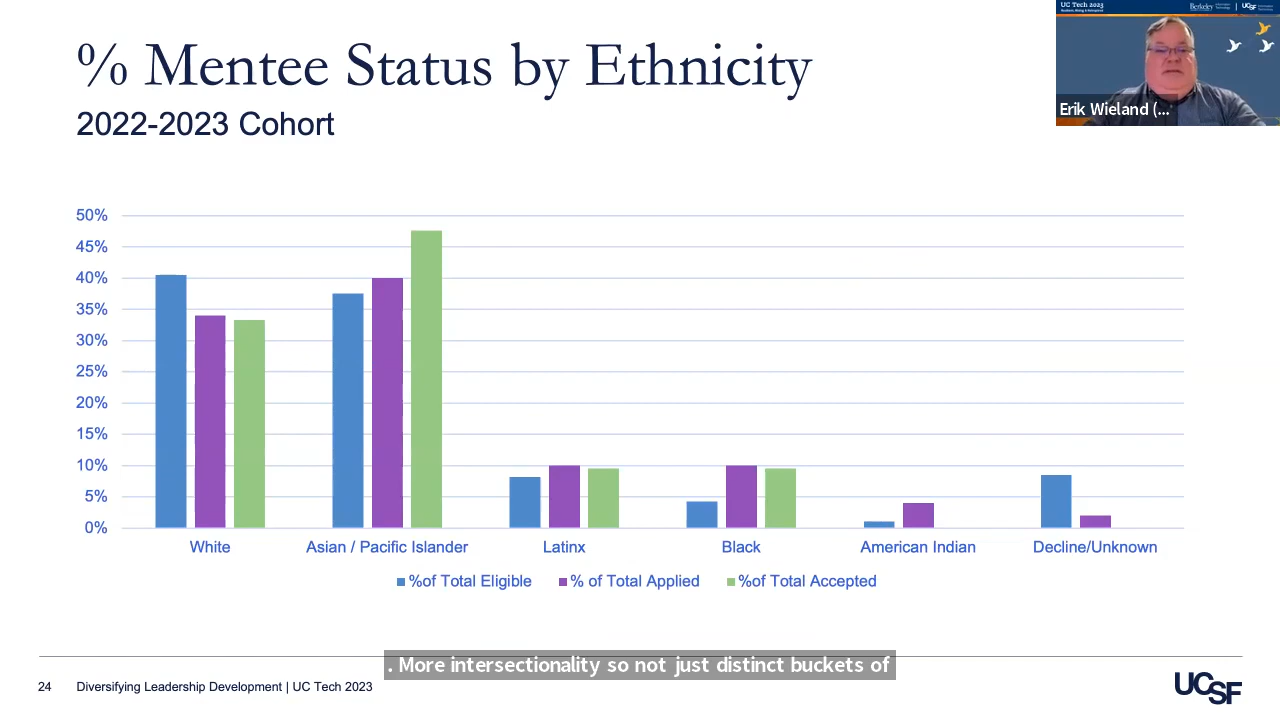 UC Tech 2023
Berkeley
UCSF
% Mentee Status by Ethnicity
2022-2023 Cohort
Erik Wieland (...
50%
45%
40%
35%
30%
25%
20%
15%
10%
5%
0%
White Asian / Pacific Islander Latinx Black American Indian Decline/Unknown
%of Total Eligible % of Total Applied %of Total Accepted
. More intersectionality so not just distinct buckets of
24 Diversifying Leadership Development | UC Tech 2023
UCSF